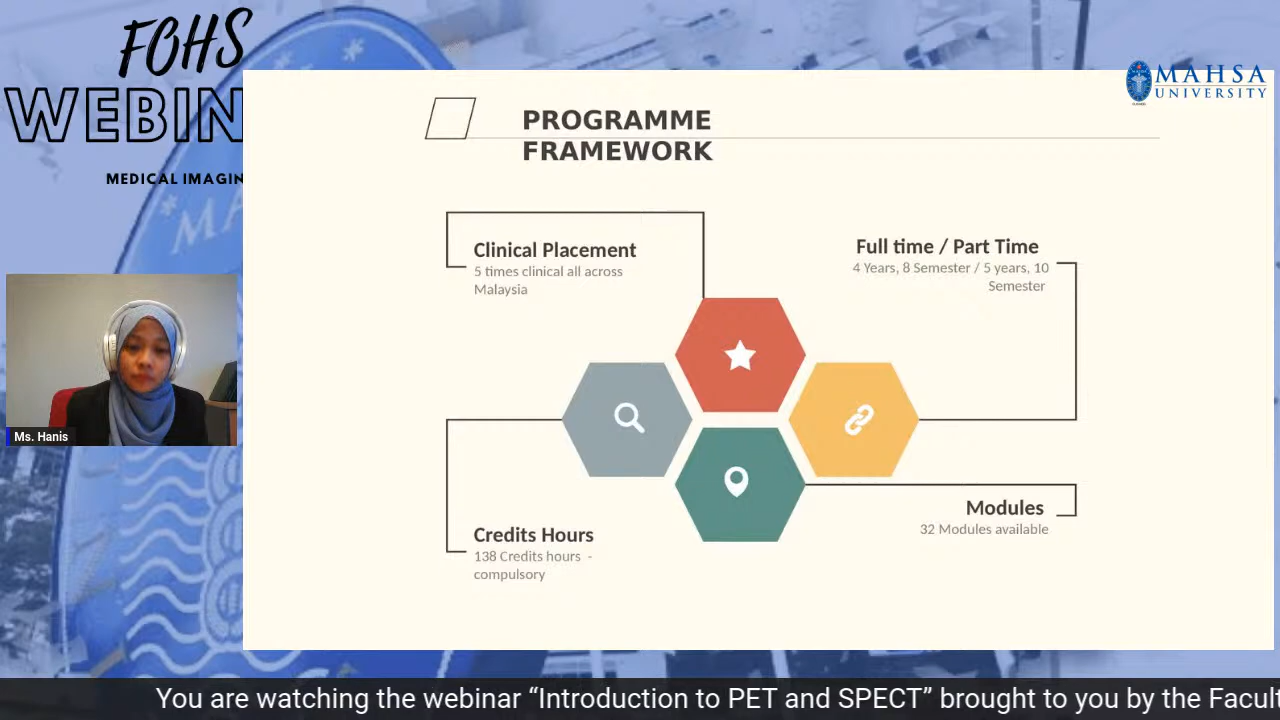 FOHS
WEBIN
MEDICAL IMAGIN
MAHSA
UNIVERSITY
PROGRAMME
FRAMEWORK
Clinical Placement
5 times clinical all across
Malaysia
Full time / Part Time
4 Years, 8 Semester / 5 years, 10
Semester
Credits Hours
138 Credits hours -
compulsory
Modules
32 Modules available
Ms. Hanis
MA
You are watching the webinar “Introduction to PET and SPECT” brought to you by the Facul